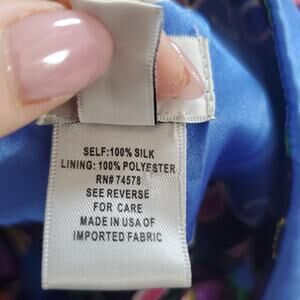 SELF:100% SILK
LINING: 100% POLYESTER
RN# 74578
SEE REVERSE
FOR CARE
MADE IN USA OF
IMPORTED FABRIC